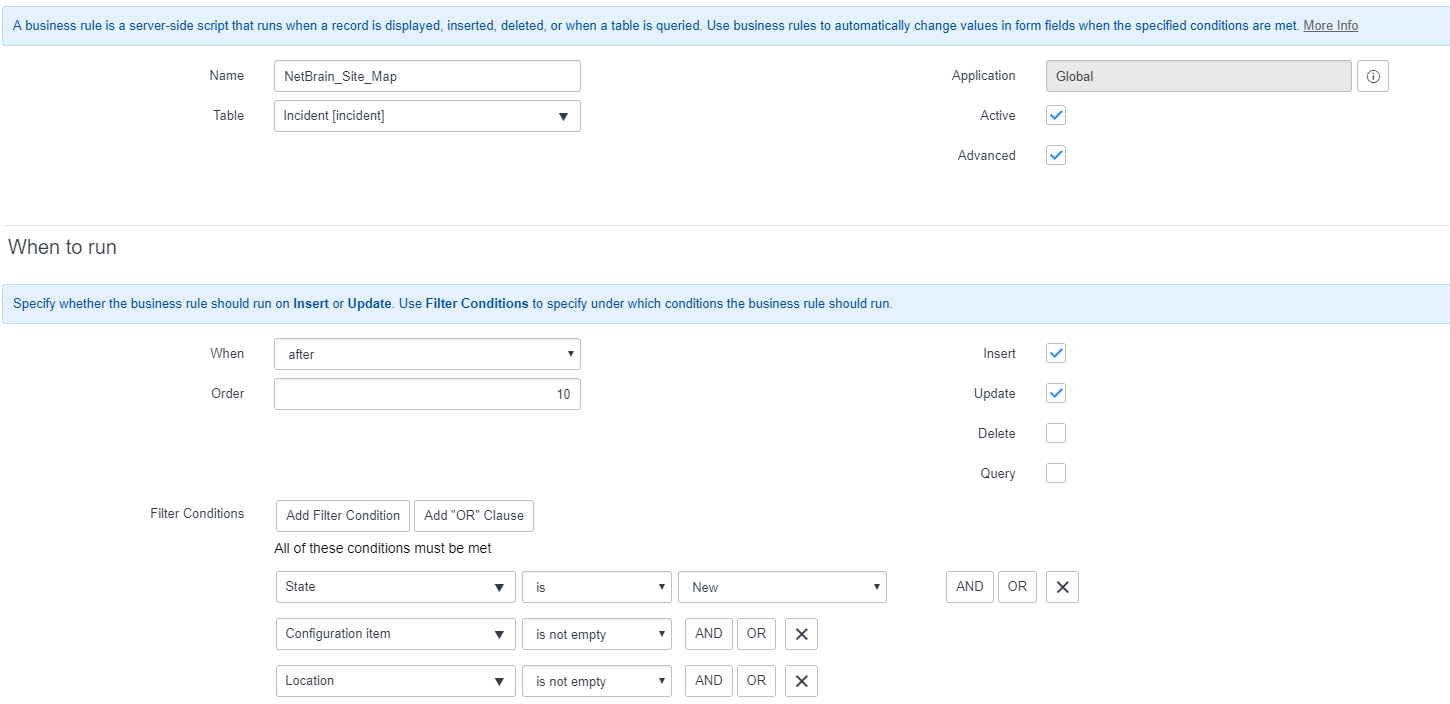 A business rule is a server-side script that runs when a record is displayed, inserted, deleted, or when a table is queried. Use business rules to automatically change values in form fields when the specified conditions are met. More Info
Name NetBrain_Site_Map Application Global
Table Incident [incident] Active
Advanced
When to run
Specify whether the business rule should run on Insert or Update. Use Filter Conditions to specify under which conditions the business rule should run.
When after Insert
Order 10 Update
Delete
Query
Filter Conditions Add Filter Condition Add "OR" Clause
All of these conditions must be met
State is New AND OR
Configuration item is not empty AND OR
Location is not empty AND OR